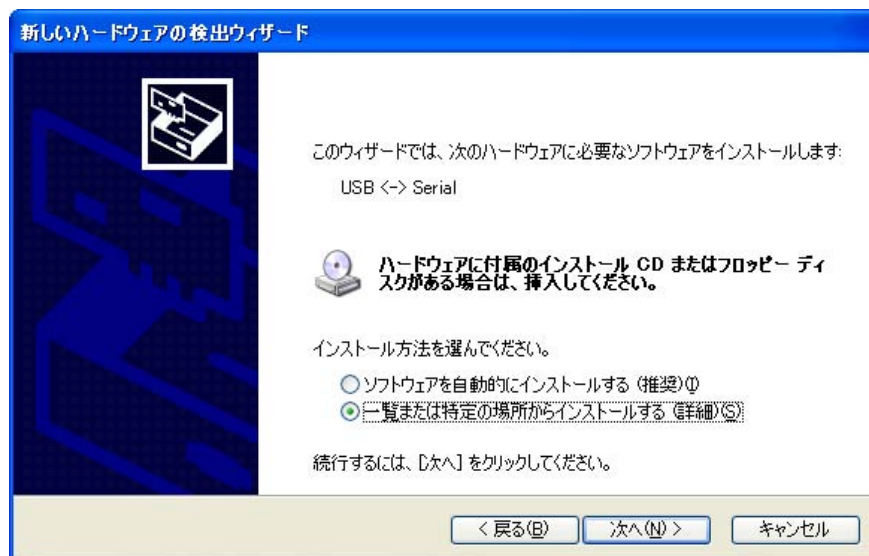 新しいハードウェアの検出ウィザード
このウィザードでは、次のハードウェアに必要なソフトウェアをインストールします:
USB <-> Serial
ハードウェアに付属のインストール CD またはフロッピー ディ
スクがある場合は、挿入してください。
インストール方法を選んでください。
ソフトウェアを自動的にインストールする (推奨)(I)
一覧または特定の場所からインストールする (詳細)(S)
続行するには、[次へ] をクリックしてください。
< 戻る(B) 次へ(N) > キャンセル